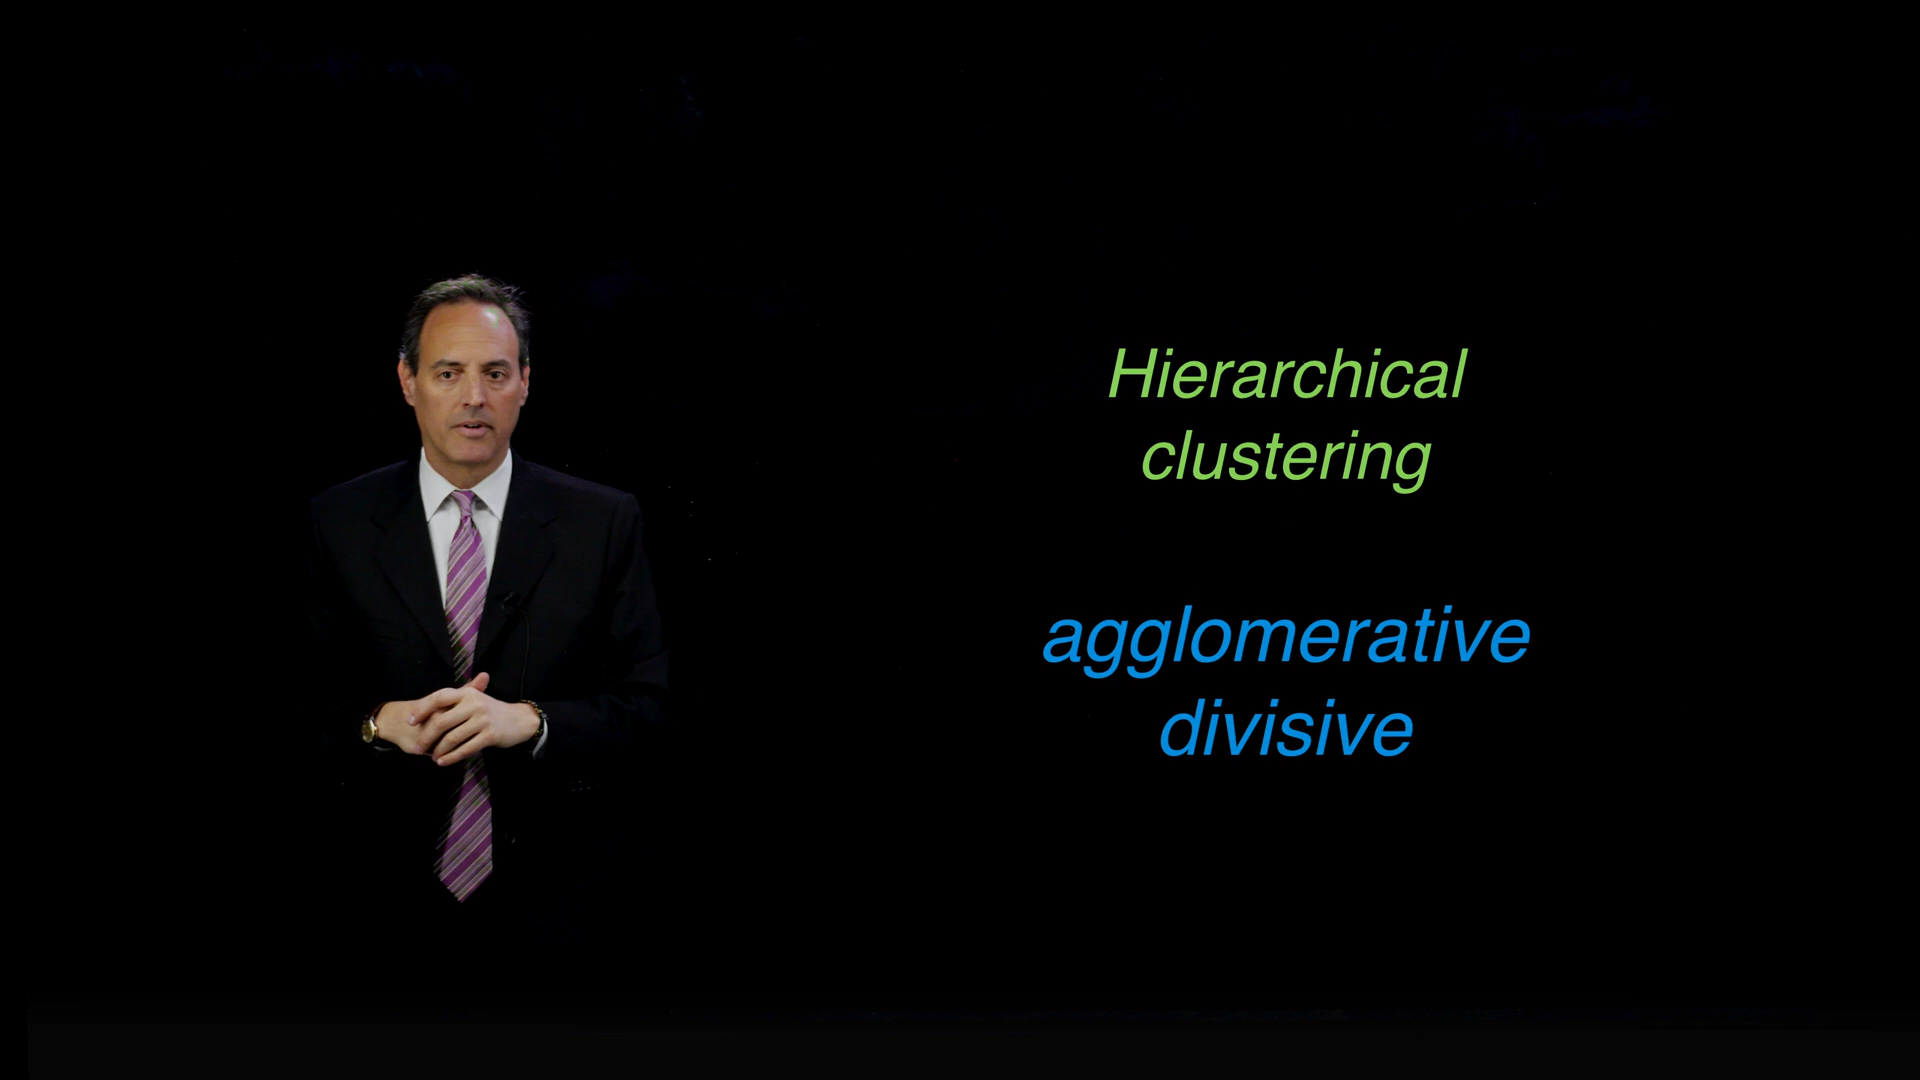 Hierarchical
clustering
agglomerative
divisive